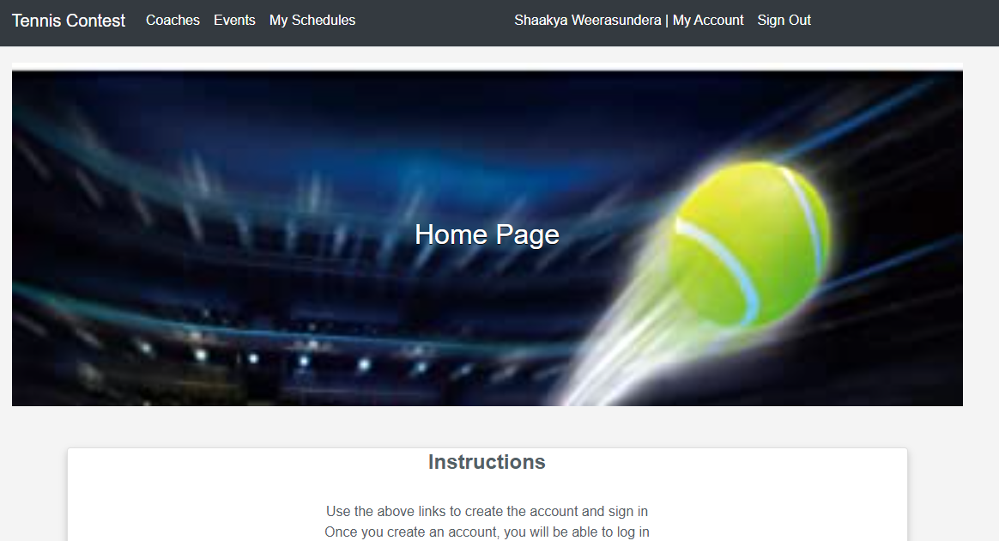 Tennis Contest Coaches Events My Schedules Shaakya Weerasundera | My Account Sign Out
Home Page
Instructions
Use the above links to create the account and sign in
Once you create an account, you will be able to log in